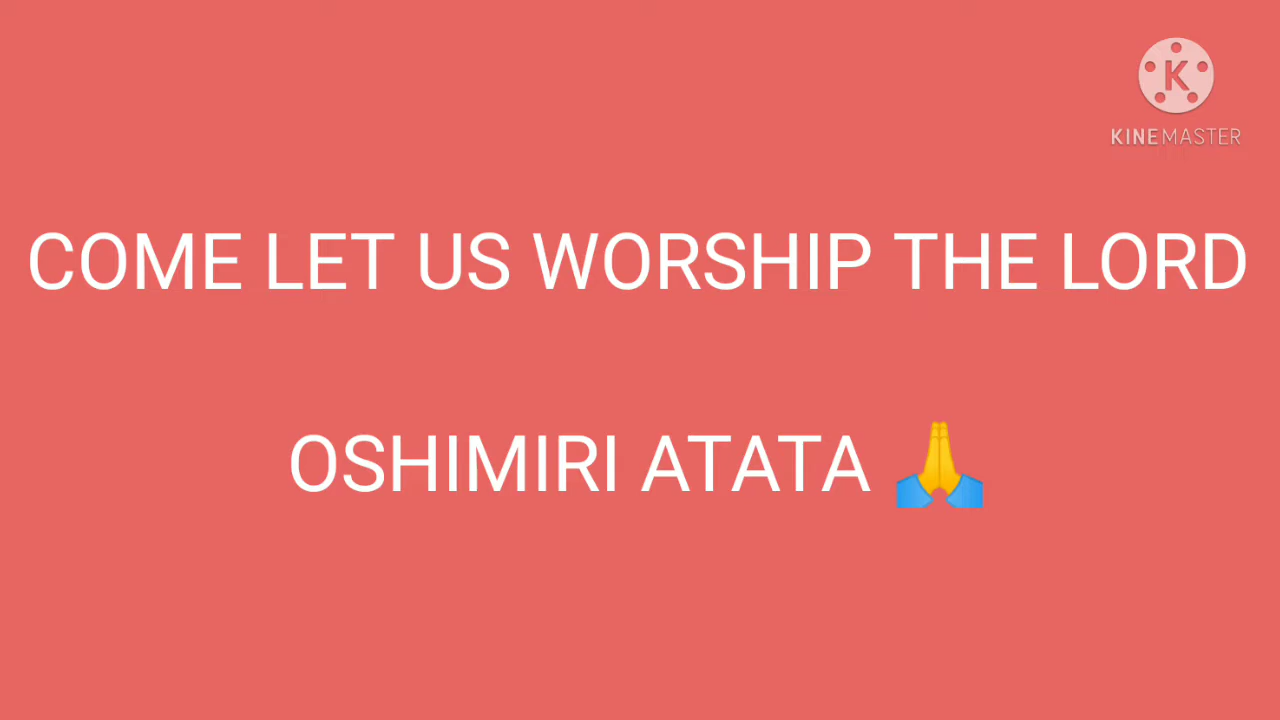 K
KINEMASTER
COME LET US WORSHIP THE LORD
OSHIMIRI ATATA 🙏